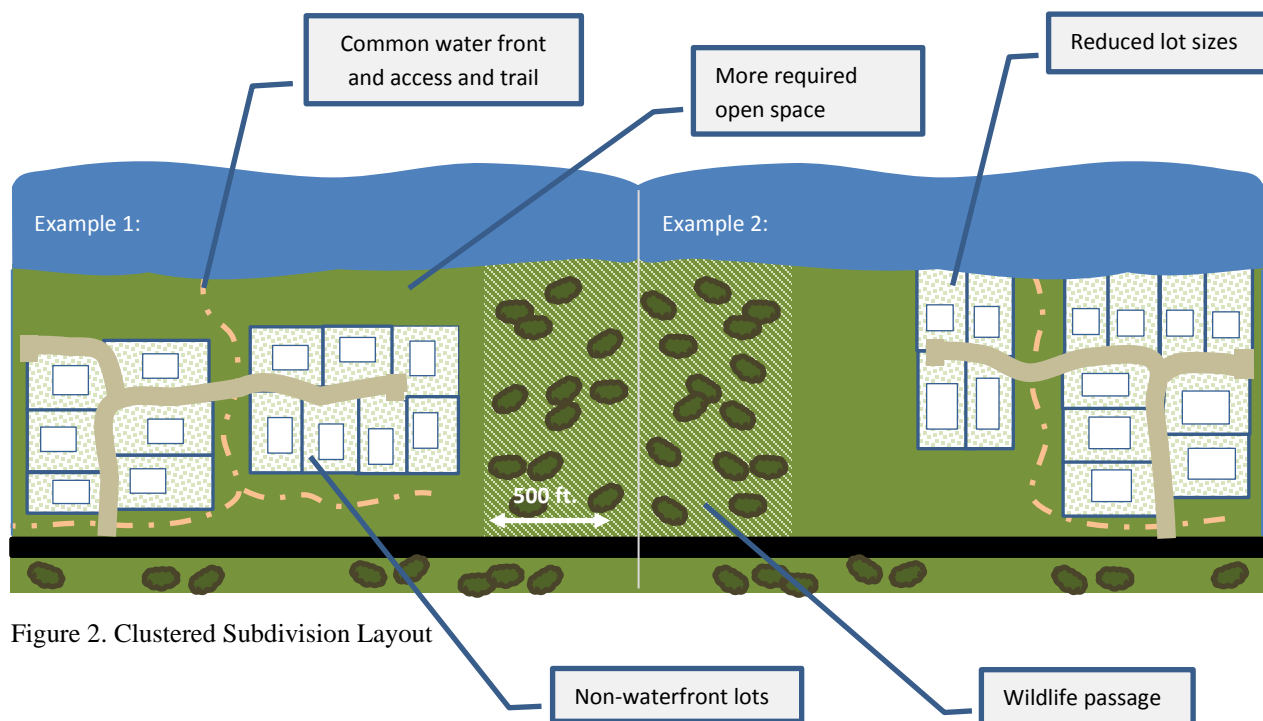 Common water front
and access and trail
More required
open space
Reduced lot sizes
Example 1:
Example 2:
500 ft.
Figure 2. Clustered Subdivision Layout
Non-waterfront lots
Wildlife passage